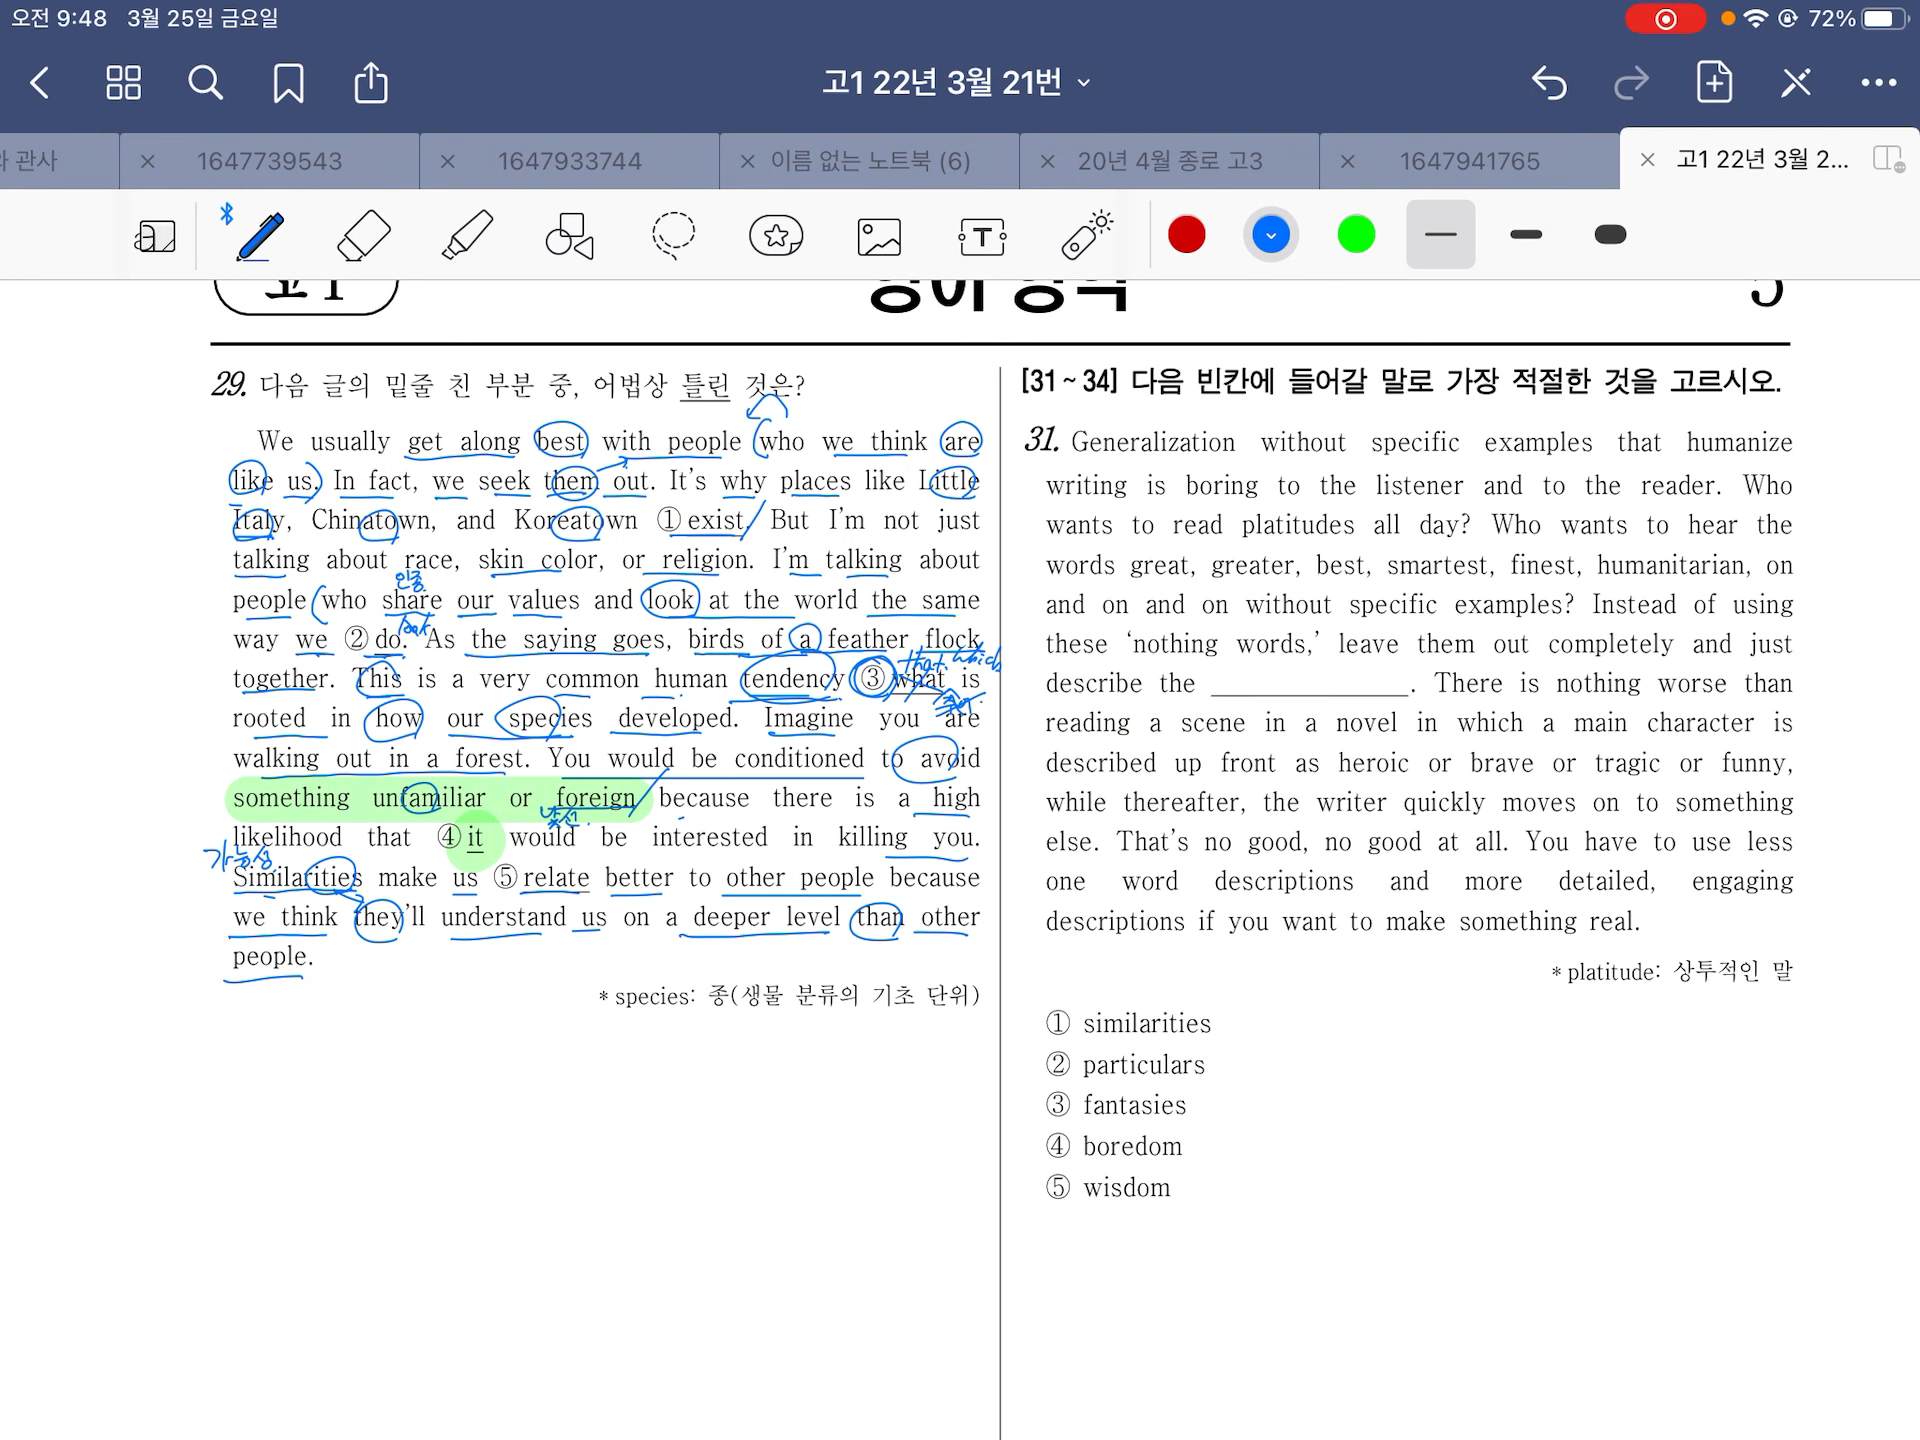 오전 9:48 3월 25일 금요일
72%
고1 22년 3월 21번
와 관사
1647739543
1647933744
이름 없는 노트북 (6)
20년 4월 종로 고3
1647941765
고1 22년 3월 2...
고1
영어 영역
5
29. 다음 글의 밑줄 친 부분 중, 어법상 틀린 것은?
We usually get along best with people who we think are
like us. In fact, we seek them out. It's why places like Little
Italy, Chinatown, and Koreatown ① exist. But I'm not just
talking about race, skin color, or religion. I'm talking about
인종
people who share our values and look at the world the same
way we ② do. As the saying goes, birds of a feather flock
that. which
together. This is a very common human tendency ③ what is
rooted in how our species developed. Imagine you are
walking out in a forest. You would be conditioned to avoid
something unfamiliar or foreign because there is a high
낯선.
likelihood that ④ it would be interested in killing you.
가능성
Similarities make us ⑤ relate better to other people because
we think they'll understand us on a deeper level than other
people.
* species: 종(생물 분류의 기초 단위)
[31~34] 다음 빈칸에 들어갈 말로 가장 적절한 것을 고르시오.
31. Generalization without specific examples that humanize
writing is boring to the listener and to the reader. Who
wants to read platitudes all day? Who wants to hear the
words great, greater, best, smartest, finest, humanitarian, on
and on and on without specific examples? Instead of using
these 'nothing words,' leave them out completely and just
describe the ______________. There is nothing worse than
reading a scene in a novel in which a main character is
described up front as heroic or brave or tragic or funny,
while thereafter, the writer quickly moves on to something
else. That's no good, no good at all. You have to use less
one word descriptions and more detailed, engaging
descriptions if you want to make something real.
* platitude: 상투적인 말
① similarities
② particulars
③ fantasies
④ boredom
⑤ wisdom